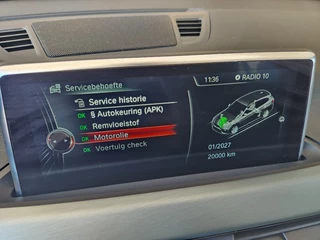 Servicebehoefte
11:36 RADIO 10
Service historie
OK § Autokeuring (APK)
OK Remvloeistof
OK Motorolie
OK Voertuig check
01/2027
20000 km